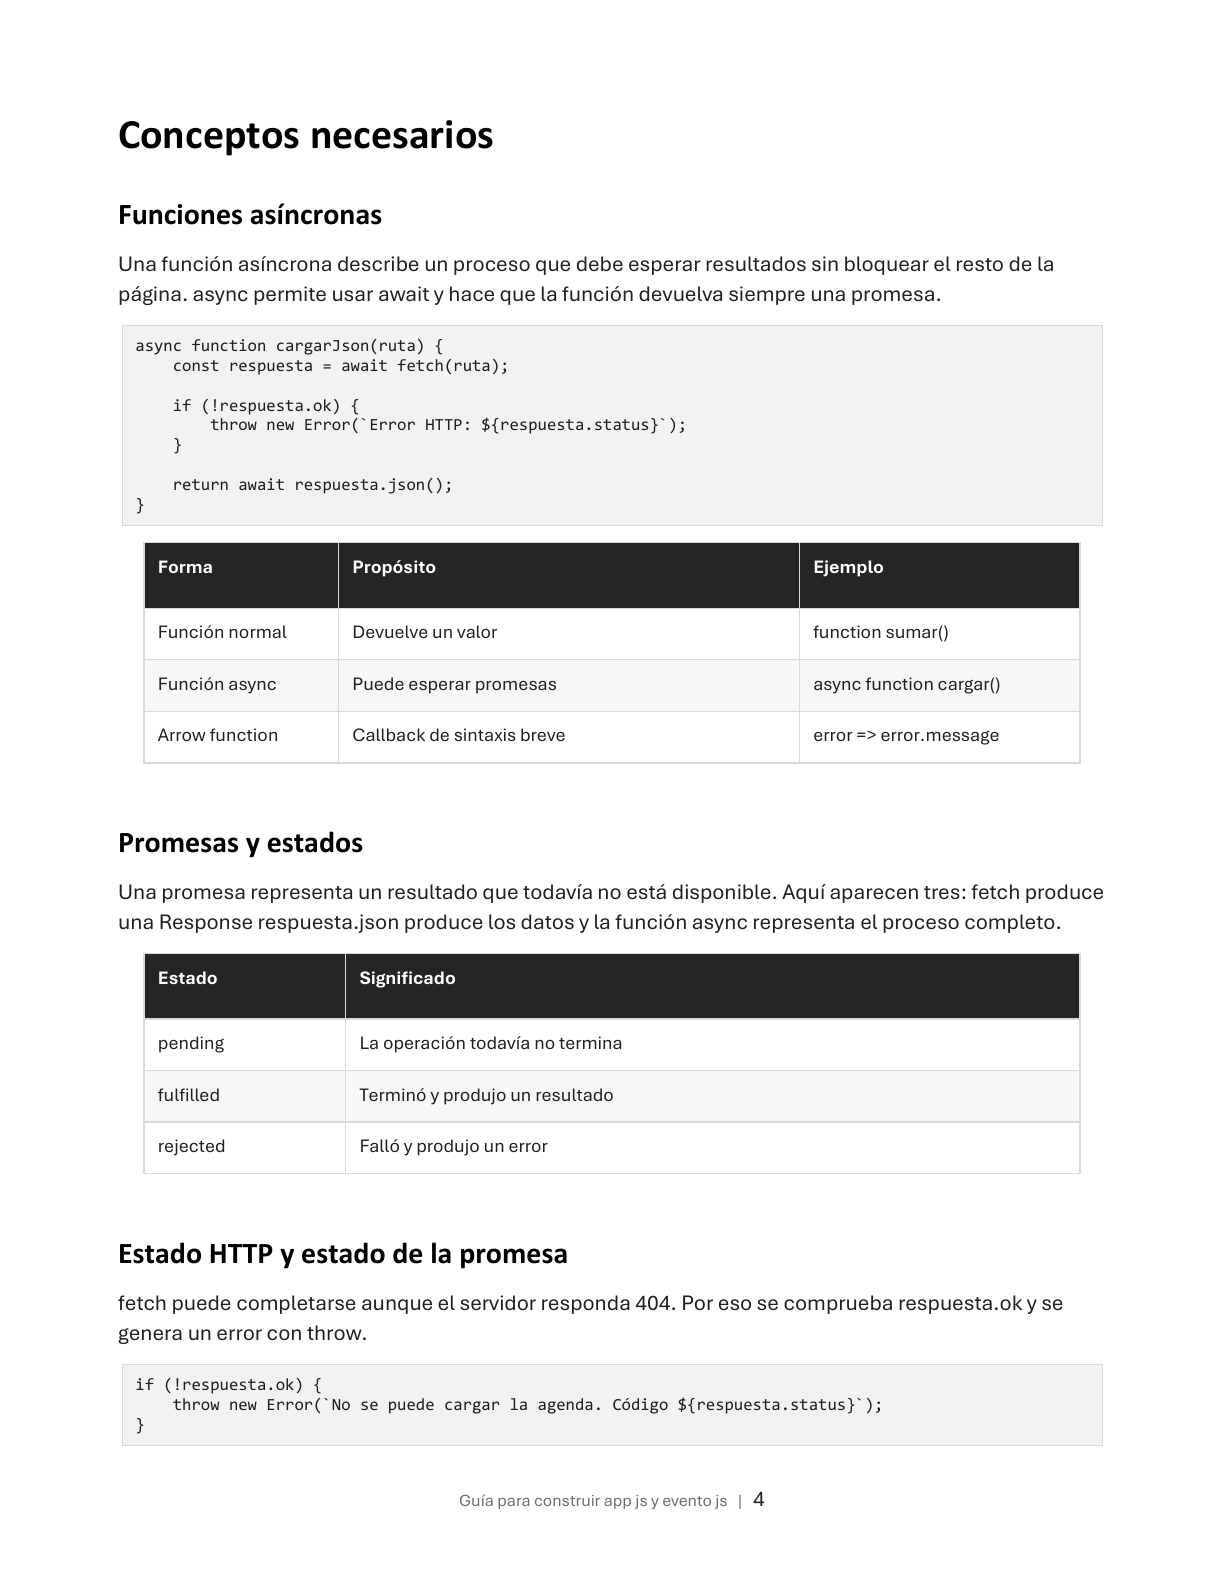 Conceptos necesarios
Funciones asíncronas
Una función asíncrona describe un proceso que debe esperar resultados sin bloquear el resto de la
página. async permite usar await y hace que la función devuelva siempre una promesa.
async function cargarJson(ruta) {
    const respuesta = await fetch(ruta);
    if (!respuesta.ok) {
        throw new Error(`Error HTTP: ${respuesta.status}`);
    }
    return await respuesta.json();
}
Forma Propósito Ejemplo
Función normal Devuelve un valor function sumar()
Función async Puede esperar promesas async function cargar()
Arrow function Callback de sintaxis breve error => error.message
Promesas y estados
Una promesa representa un resultado que todavía no está disponible. Aquí aparecen tres: fetch produce
una Response respuesta.json produce los datos y la función async representa el proceso completo.
Estado Significado
pending La operación todavía no termina
fulfilled Terminó y produjo un resultado
rejected Falló y produjo un error
Estado HTTP y estado de la promesa
fetch puede completarse aunque el servidor responda 404. Por eso se comprueba respuesta.ok y se
genera un error con throw.
if (!respuesta.ok) {
    throw new Error(`No se puede cargar la agenda. Código ${respuesta.status}`);
}
Guía para construir app js y evento js | 4